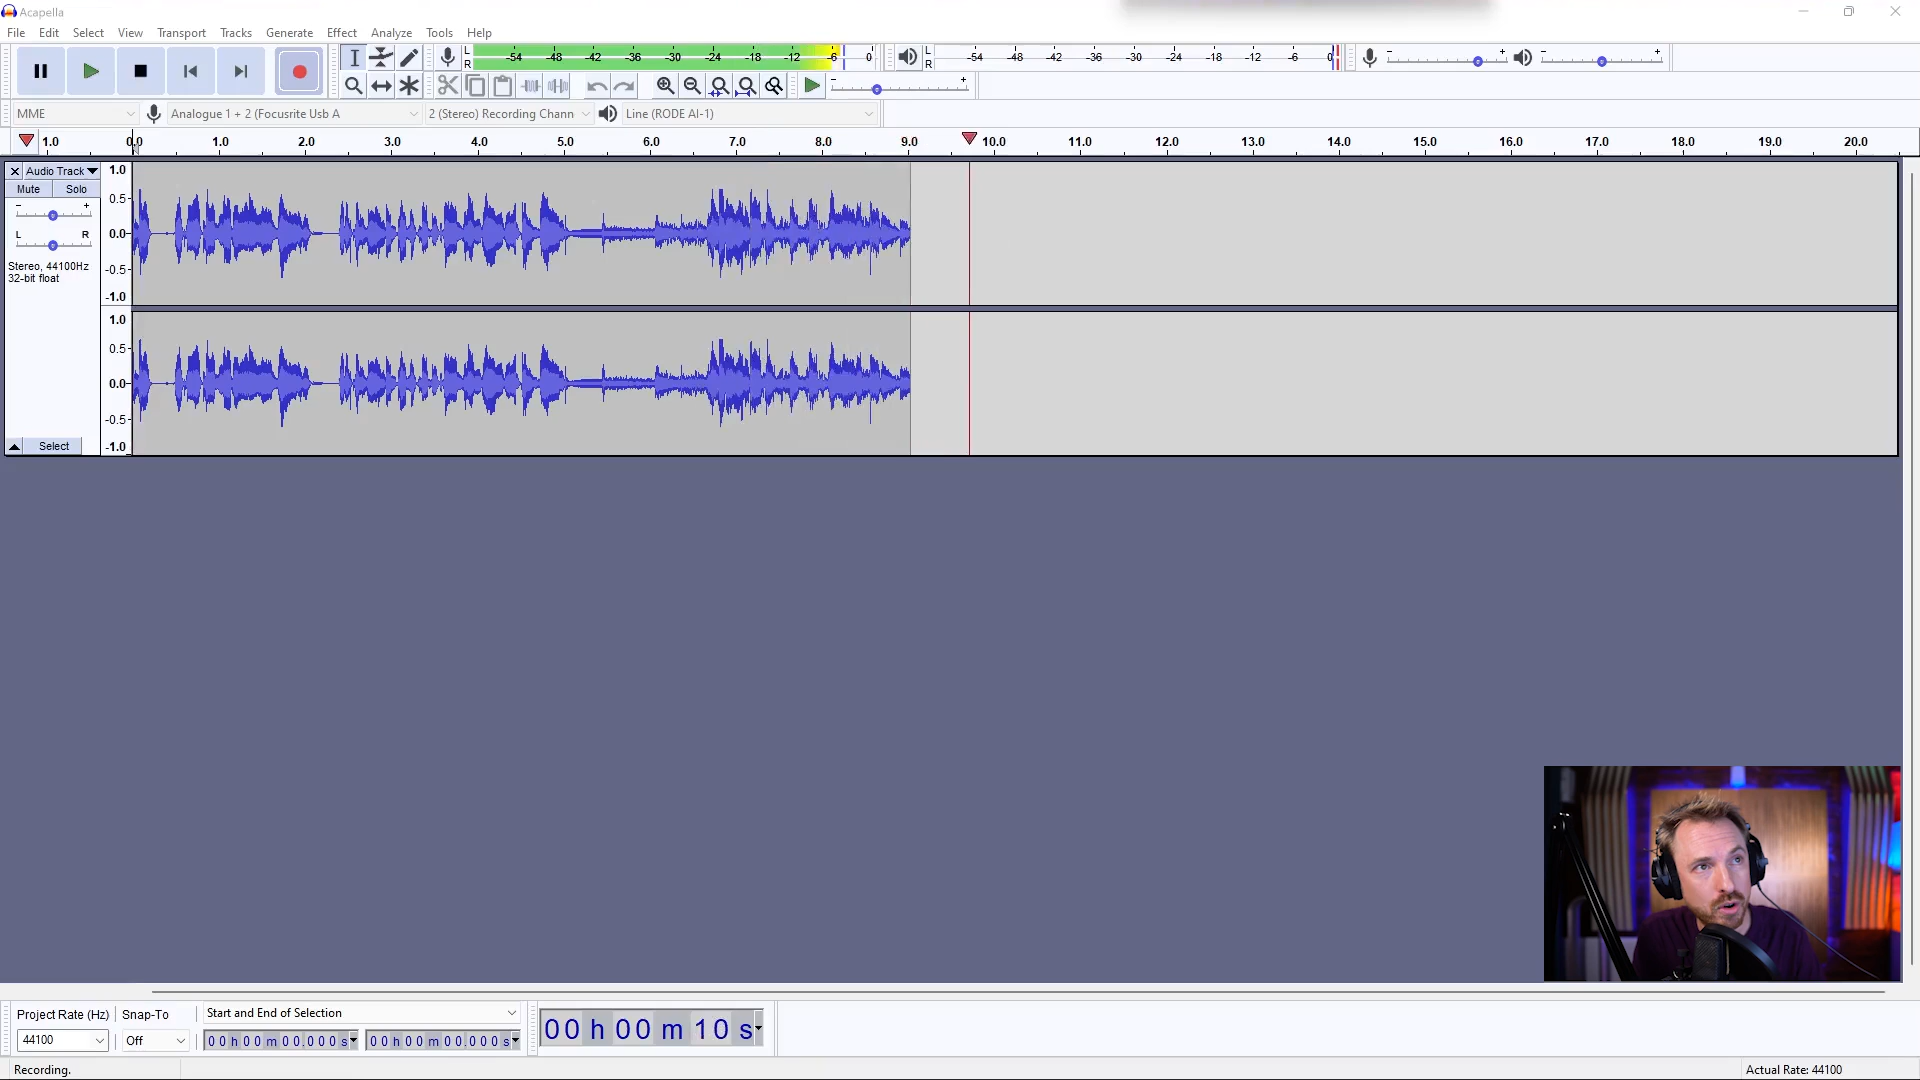 Acapella
File Edit Select View Transport Tracks Generate Effect Analyze Tools Help
L R -54 -48 -42 -36 -30 -24 -18 -12 -6 0
L R -54 -48 -42 -36 -30 -24 -18 -12 -6 0
- + - +
- +
MME Analogue 1 + 2 (Focusrite Usb A 2 (Stereo) Recording Chann Line (RODE AI-1)
1.0 0.0 1.0 2.0 3.0 4.0 5.0 6.0 7.0 8.0 9.0 10.0 11.0 12.0 13.0 14.0 15.0 16.0 17.0 18.0 19.0 20.0
Audio Track
Mute Solo
- +
L R
Stereo, 44100Hz
32-bit float
Select
1.0
0.5
0.0
-0.5
-1.0
1.0
0.5
0.0
-0.5
-1.0
Project Rate (Hz) Snap-To Start and End of Selection
44100 Off 00 h 00 m 00.000 s 00 h 00 m 00.000 s
00 h 00 m 10 s
Recording. Actual Rate: 44100